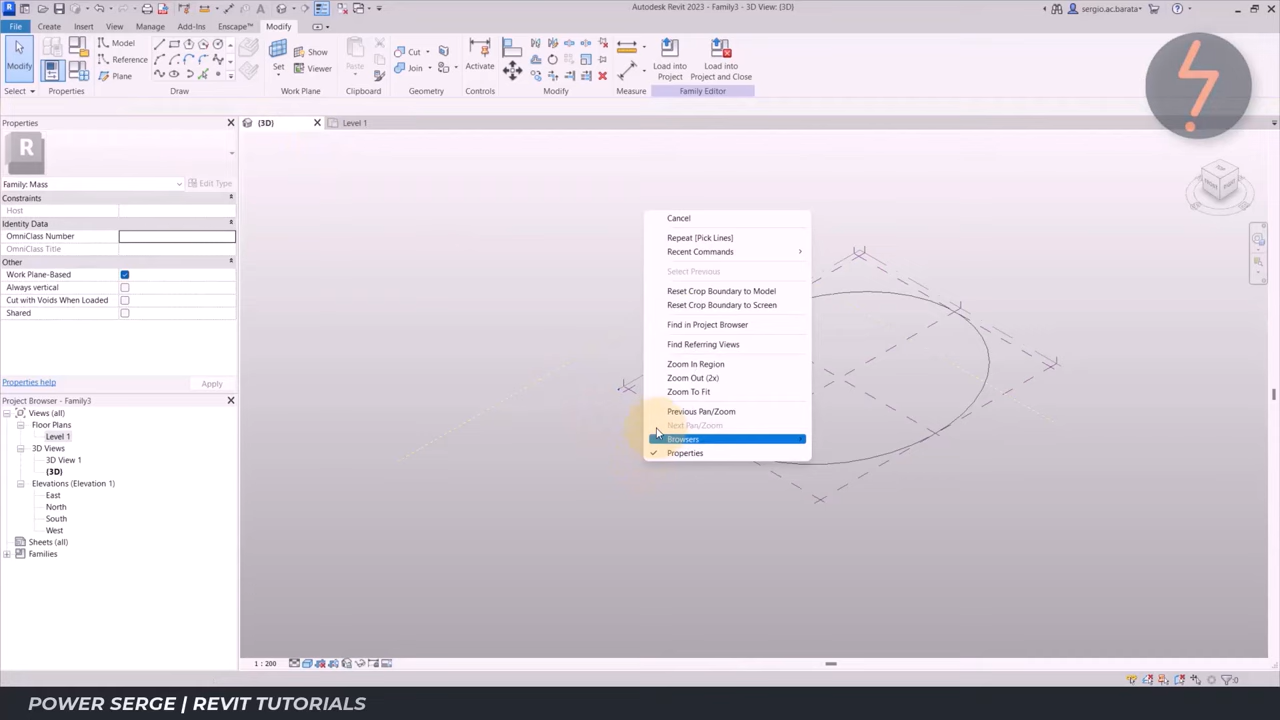 Autodesk Revit 2023 - Family3 - 3D View: {3D}
sergio.ac.barata
File Create Insert View Manage Add-Ins Enscape™ Modify
Modify
Select
Properties
Model
Reference
Plane
Draw
Set
Show
Viewer
Work Plane
Paste
Clipboard
Cut
Join
Geometry
Activate
Controls
Modify
Measure
Load into Project
Load into Project and Close
Family Editor
Properties
R
Family: Mass
Edit Type
Constraints
Host
Identity Data
OmniClass Number
OmniClass Title
Other
Work Plane-Based
Always vertical
Cut with Voids When Loaded
Shared
Properties help
Apply
Project Browser - Family3
Views (all)
Floor Plans
Level 1
3D Views
3D View 1
{3D}
Elevations (Elevation 1)
East
North
South
West
Sheets (all)
Families
{3D}
Level 1
Cancel
Repeat [Pick Lines]
Recent Commands
Select Previous
Reset Crop Boundary to Model
Reset Crop Boundary to Screen
Find in Project Browser
Find Referring Views
Zoom In Region
Zoom Out (2x)
Zoom To Fit
Previous Pan/Zoom
Next Pan/Zoom
Browsers
Properties
TOP
FRONT
1 : 200
:0
POWER SERGE | REVIT TUTORIALS